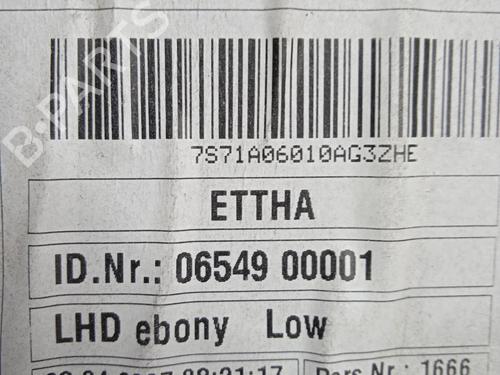 B-PARTS
7S71A06010AG3ZHE
ETTHA
ID.Nr.: 06549 00001
LHD ebony Low
Pers Nr.: 1666